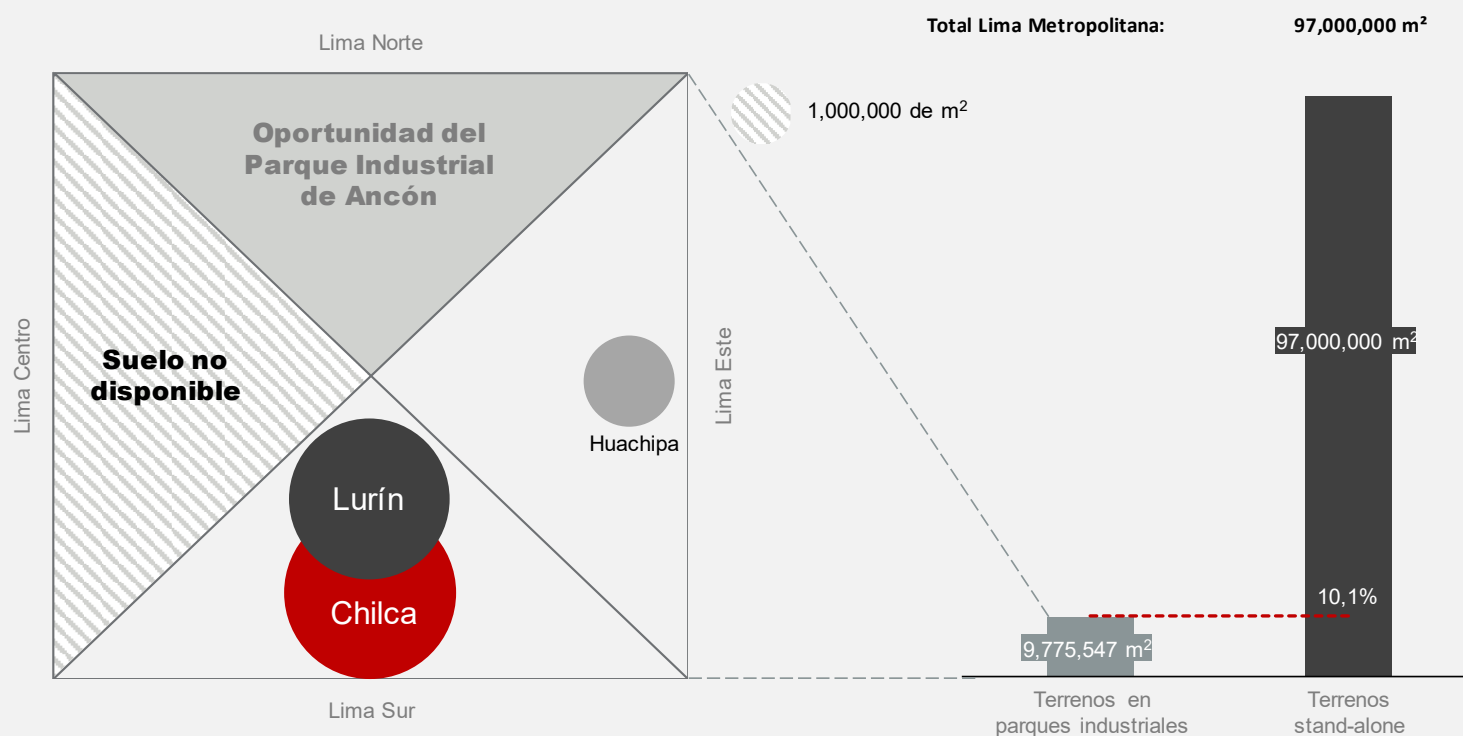 Total Lima Metropolitana: 97,000,000 m²
Lima Norte
1,000,000 de m²
Oportunidad del
Parque Industrial
de Ancón
Lima Centro
Suelo no
disponible
Lima Este
Huachipa
Lurín
Chilca
Lima Sur
97,000,000 m²
10,1%
9,775,547 m²
Terrenos en
parques industriales
Terrenos
stand-alone